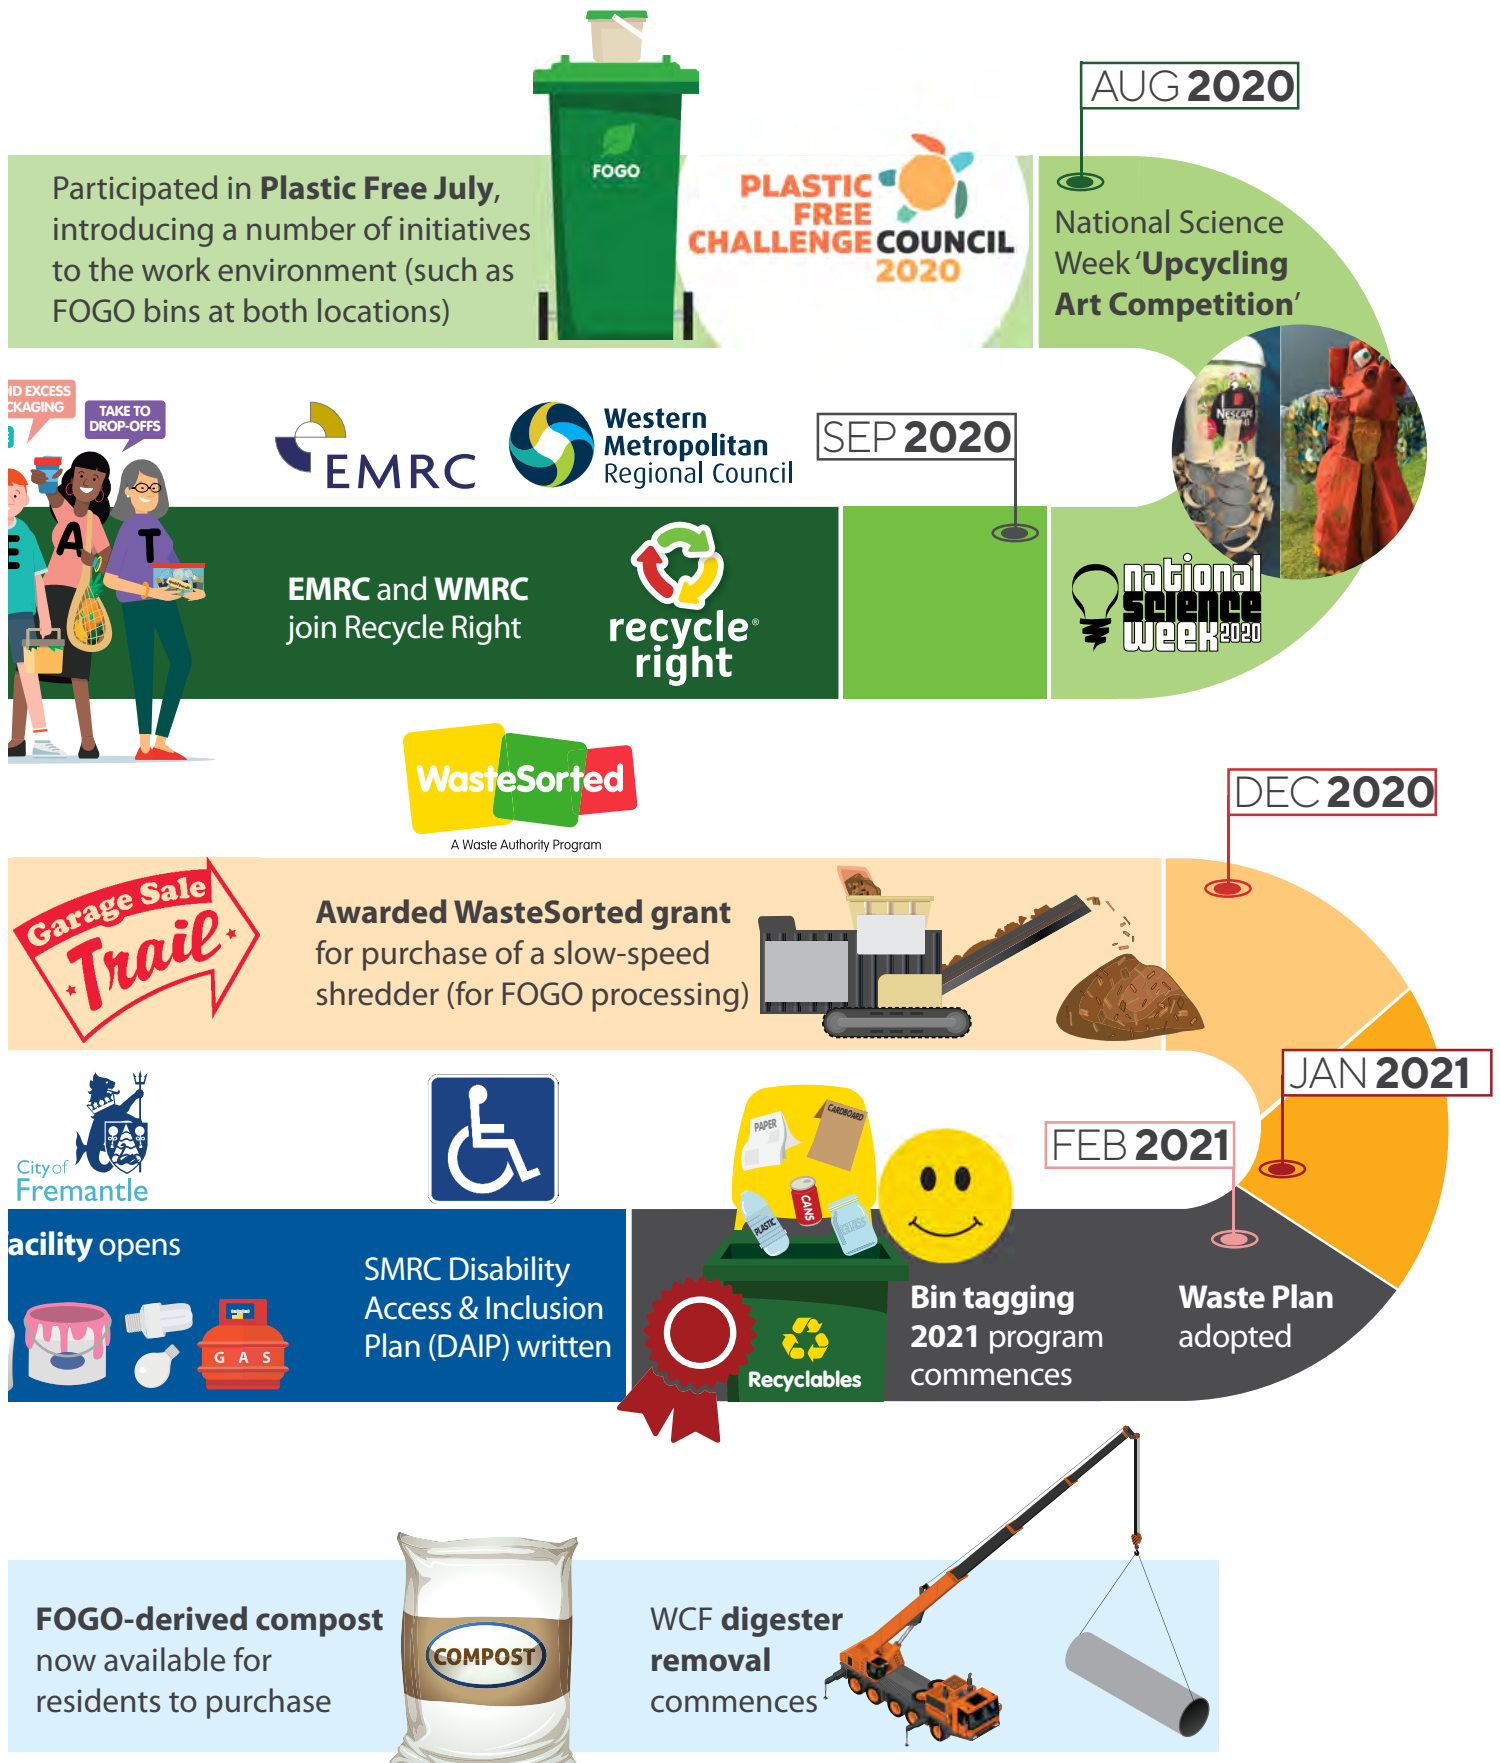 AUG 2020
FOGO
Participated in Plastic Free July,
introducing a number of initiatives
to the work environment (such as
FOGO bins at both locations)
PLASTIC
FREE
CHALLENGE COUNCIL
2020
National Science
Week ‘Upcycling
Art Competition’
ID EXCESS
CKAGING
TAKE TO
DROP-OFFS
EMRC
Western
Metropolitan
Regional Council
SEP 2020
NESCAFÉ
E A T
EMRC and WMRC
join Recycle Right
recycle®
right
national
science
week 2020
WasteSorted
A Waste Authority Program
DEC 2020
Garage Sale
Trail
Awarded WasteSorted grant
for purchase of a slow-speed
shredder (for FOGO processing)
JAN 2021
City of
Fremantle
PAPER
CARDBOARD
CANS
PLASTIC
FEB 2021
acility opens
GAS
SMRC Disability
Access & Inclusion
Plan (DAIP) written
Recyclables
Bin tagging
2021 program
commences
Waste Plan
adopted
FOGO-derived compost
now available for
residents to purchase
COMPOST
WCF digester
removal
commences